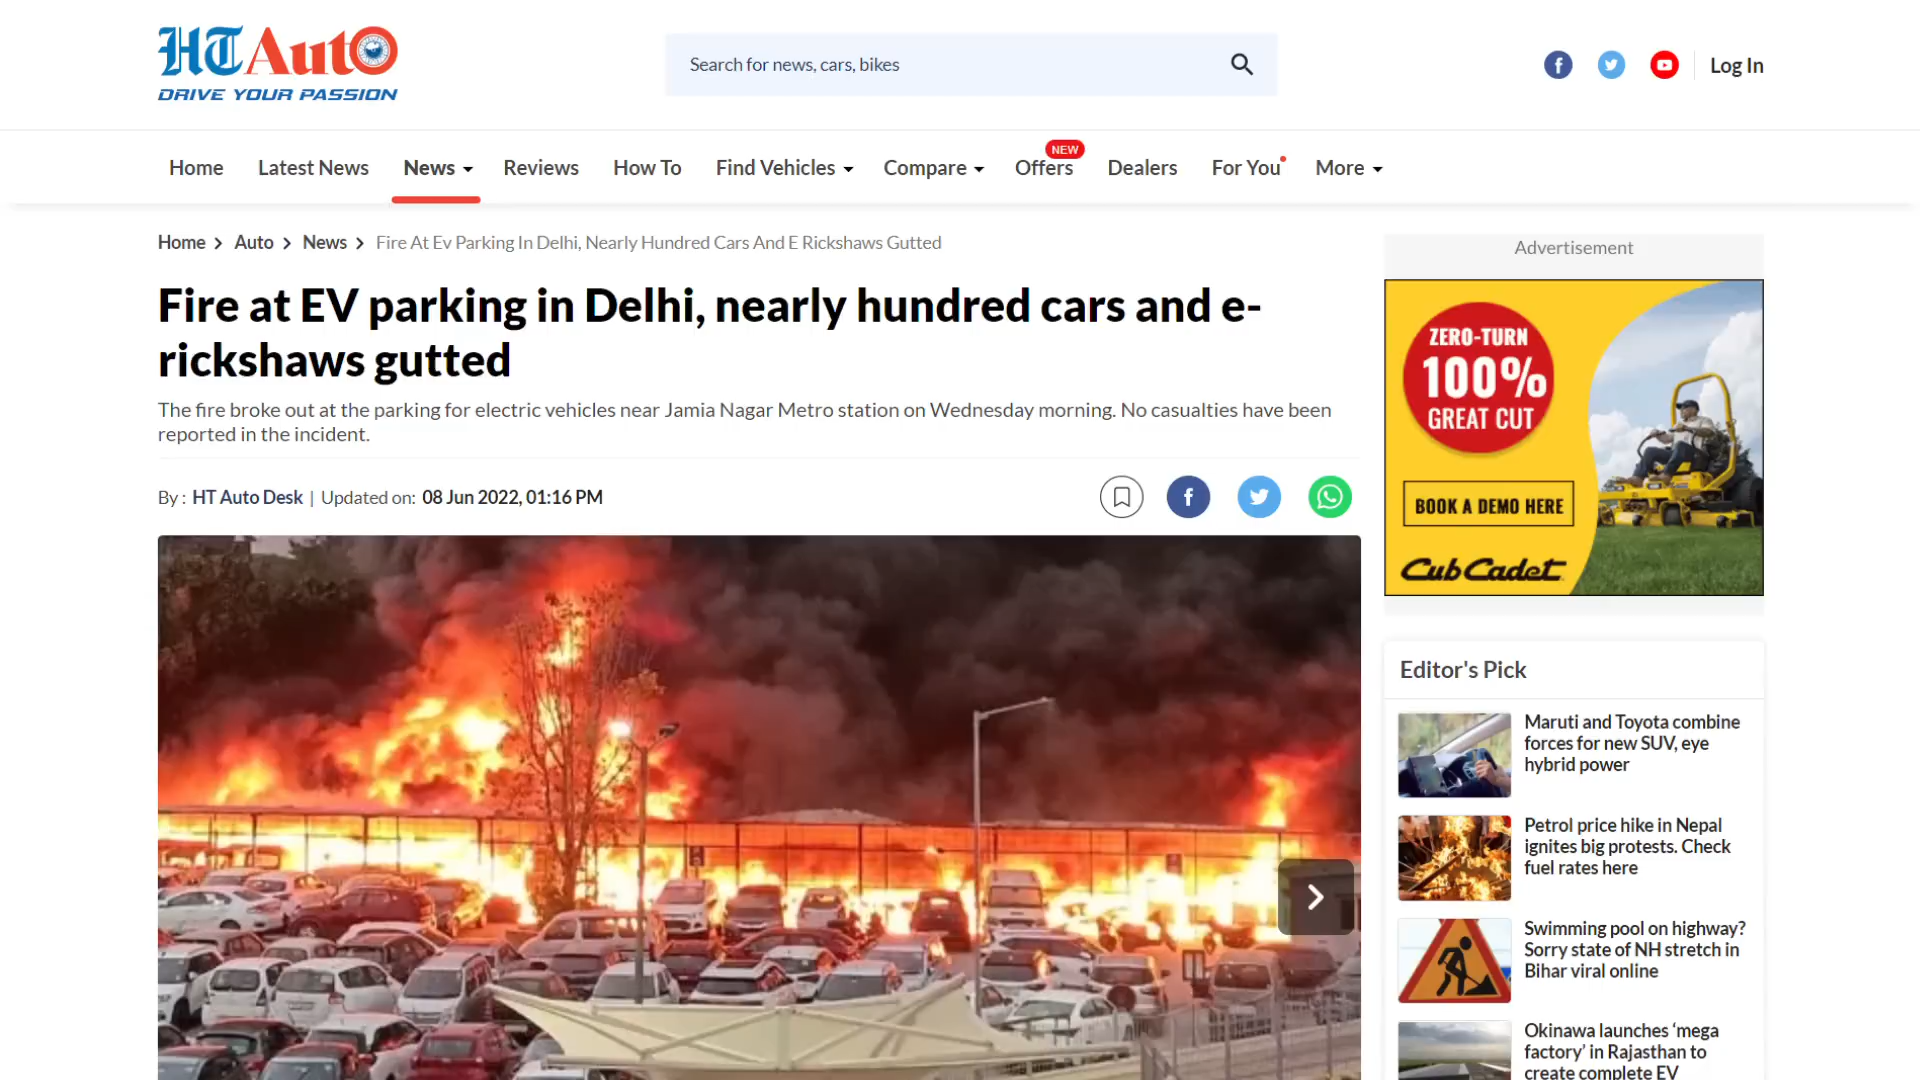 HT Auto
DRIVE YOUR PASSION
Search for news, cars, bikes
Log In
Home
Latest News
News
Reviews
How To
Find Vehicles
Compare
Offers
NEW
Dealers
For You
More
Home > Auto > News > Fire At Ev Parking In Delhi, Nearly Hundred Cars And E Rickshaws Gutted
Fire at EV parking in Delhi, nearly hundred cars and e-
rickshaws gutted
The fire broke out at the parking for electric vehicles near Jamia Nagar Metro station on Wednesday morning. No casualties have been
reported in the incident.
By : HT Auto Desk | Updated on: 08 Jun 2022, 01:16 PM
Advertisement
ZERO-TURN
100%
GREAT CUT
BOOK A DEMO HERE
Cub Cadet
Editor's Pick
Maruti and Toyota combine
forces for new SUV, eye
hybrid power
Petrol price hike in Nepal
ignites big protests. Check
fuel rates here
Swimming pool on highway?
Sorry state of NH stretch in
Bihar viral online
Okinawa launches ‘mega
factory’ in Rajasthan to
create complete EV